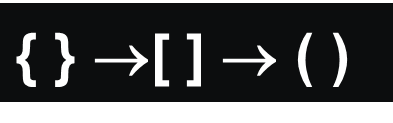 { } →[ ] → ( )